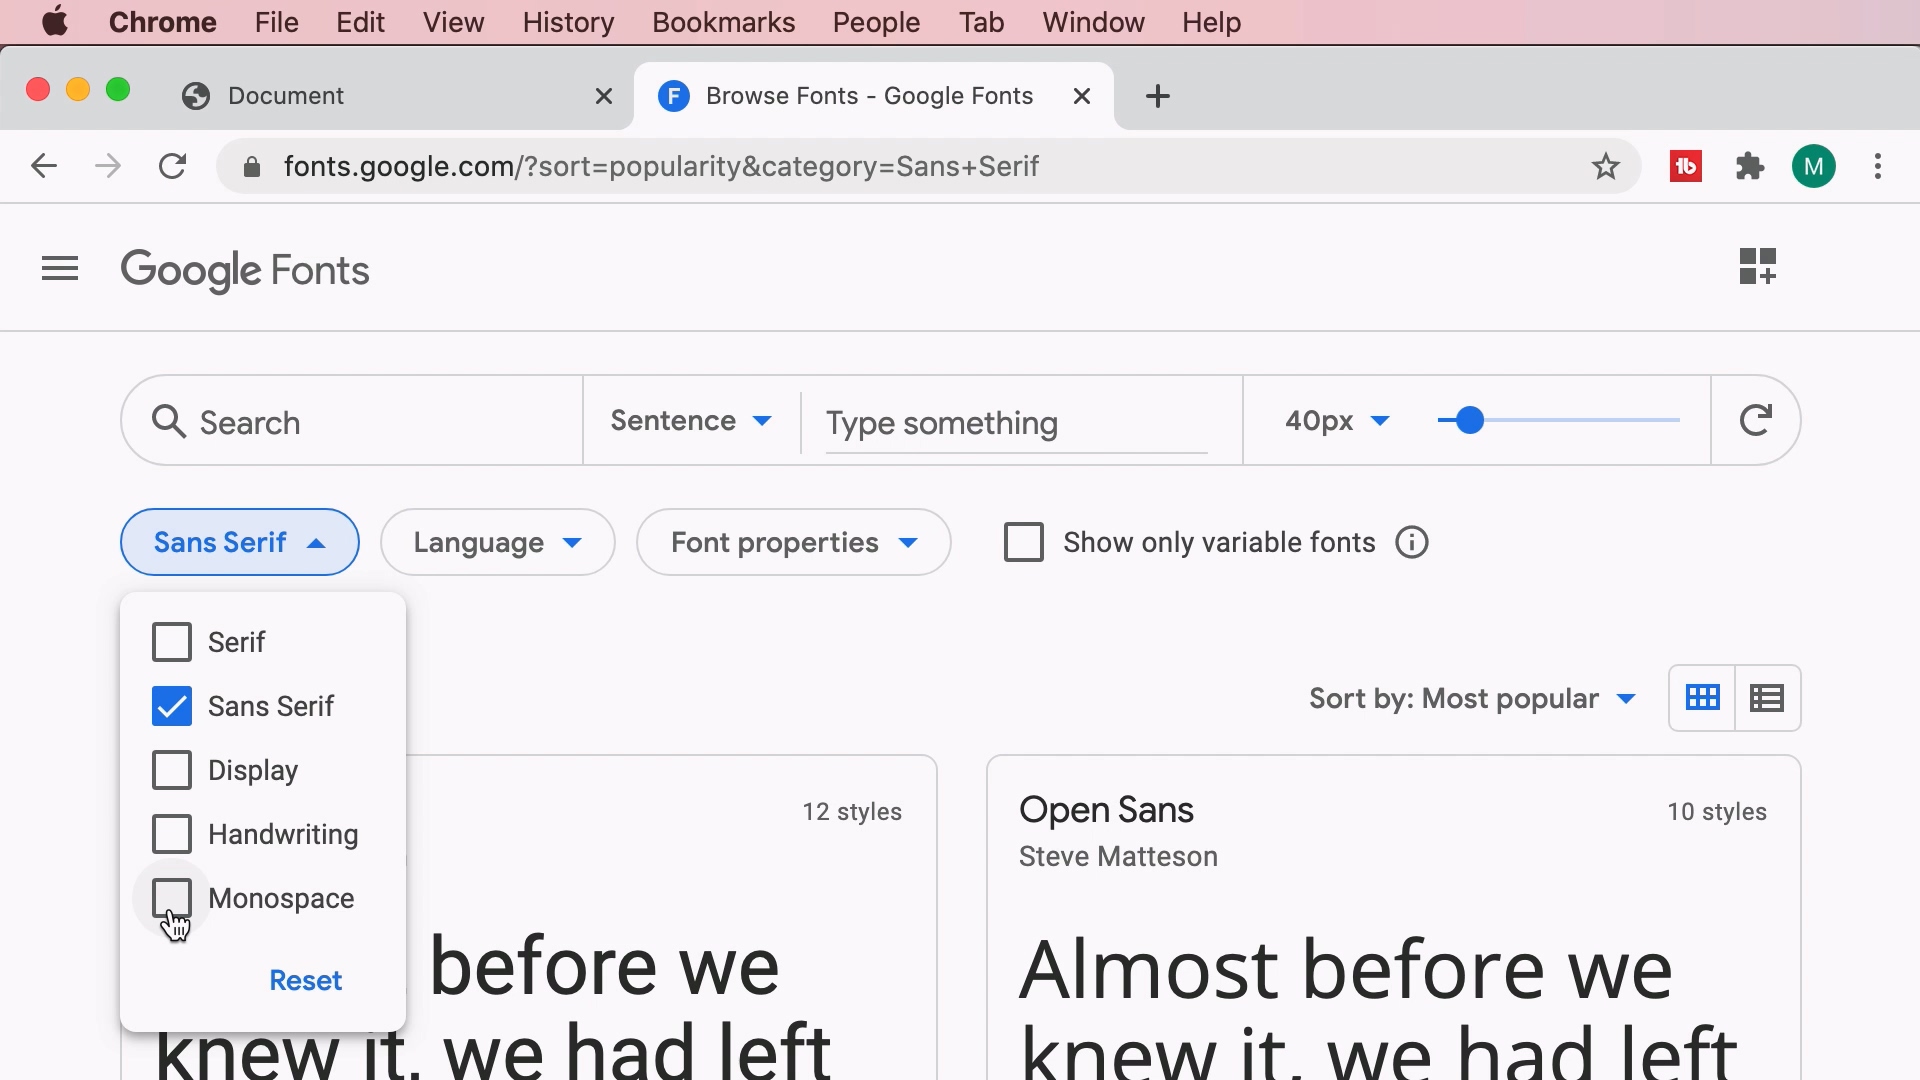 Chrome File Edit View History Bookmarks People Tab Window Help
Document
Browse Fonts - Google Fonts
fonts.google.com/?sort=popularity&category=Sans+Serif
M
Google Fonts
Search
Sentence
Type something
40px
Sans Serif
Language
Font properties
Show only variable fonts
Serif
Sans Serif
Display
Handwriting
Monospace
Reset
Sort by: Most popular
12 styles
before we
knew it, we had left
Open Sans
10 styles
Steve Matteson
Almost before we
knew it, we had left